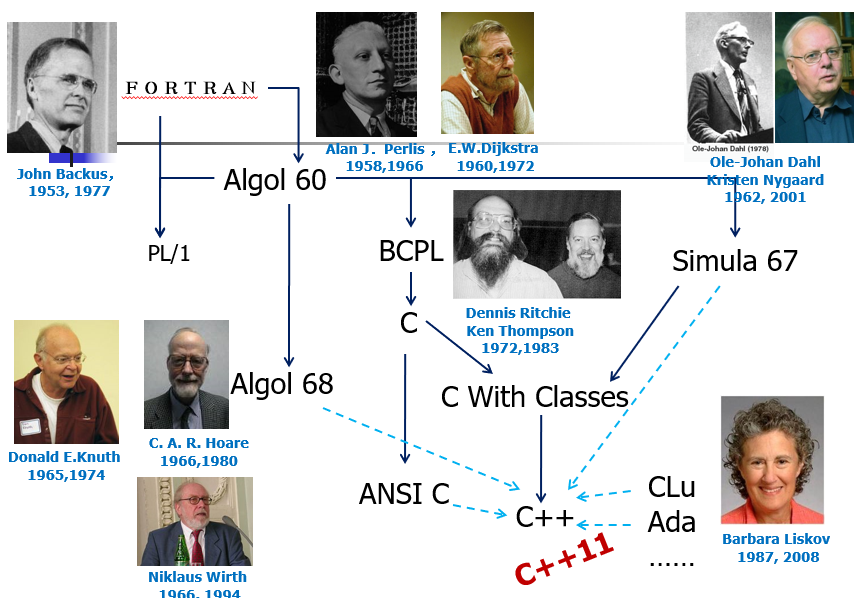 FORTRAN
Ole-Johan Dahl (1978)
John Backus,
1953, 1977
Alan J. Perlis ,
1958,1966
E.W.Dijkstra
1960,1972
Ole-Johan Dahl
Kristen Nygaard
1962, 2001
Algol 60
PL/1
BCPL
Simula 67
Dennis Ritchie
Ken Thompson
1972,1983
C
Algol 68
C With Classes
Donald E.Knuth
1965,1974
C. A. R. Hoare
1966,1980
ANSI C
C++
CLu
Ada
......
C++11
Barbara Liskov
1987, 2008
Niklaus Wirth
1966, 1994